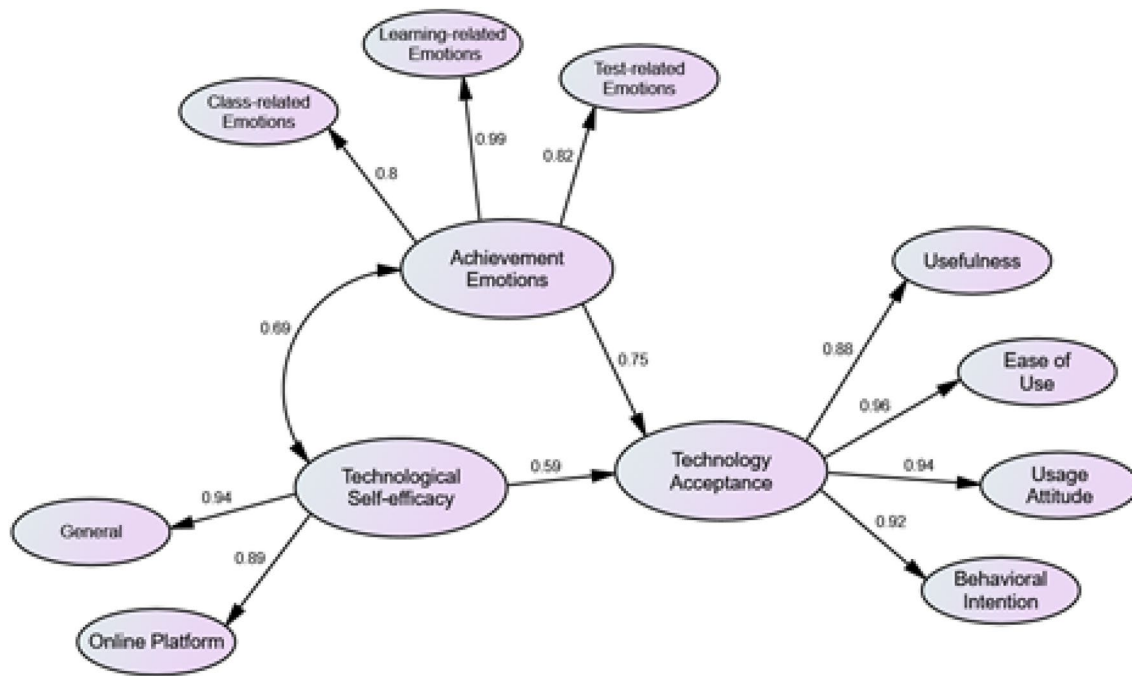 Learning-related
Emotions
Test-related
Emotions
Class-related
Emotions
0.99
0.82
0.8
Achievement
Emotions
Usefulness
0.69
0.75
0.88
Ease of
Use
0.96
Technological
Self-efficacy
0.59
Technology
Acceptance
0.94
Usage
Attitude
0.94
General
0.92
0.89
Behavioral
Intention
Online Platform